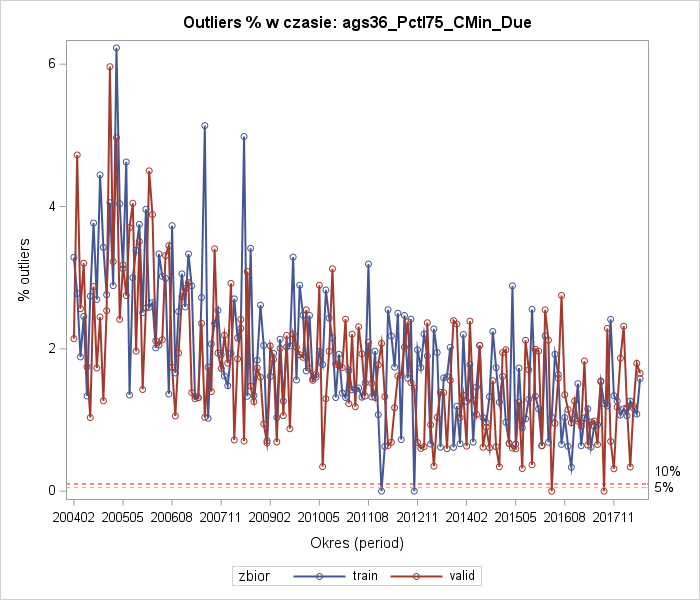 Outliers % w czasie: ags36_Pctl75_CMin_Due
% outliers
6
4
2
0
10%
5%
200402 200505 200608 200711 200902 201005 201108 201211 201402 201505 201608 201711
Okres (period)
zbior train valid